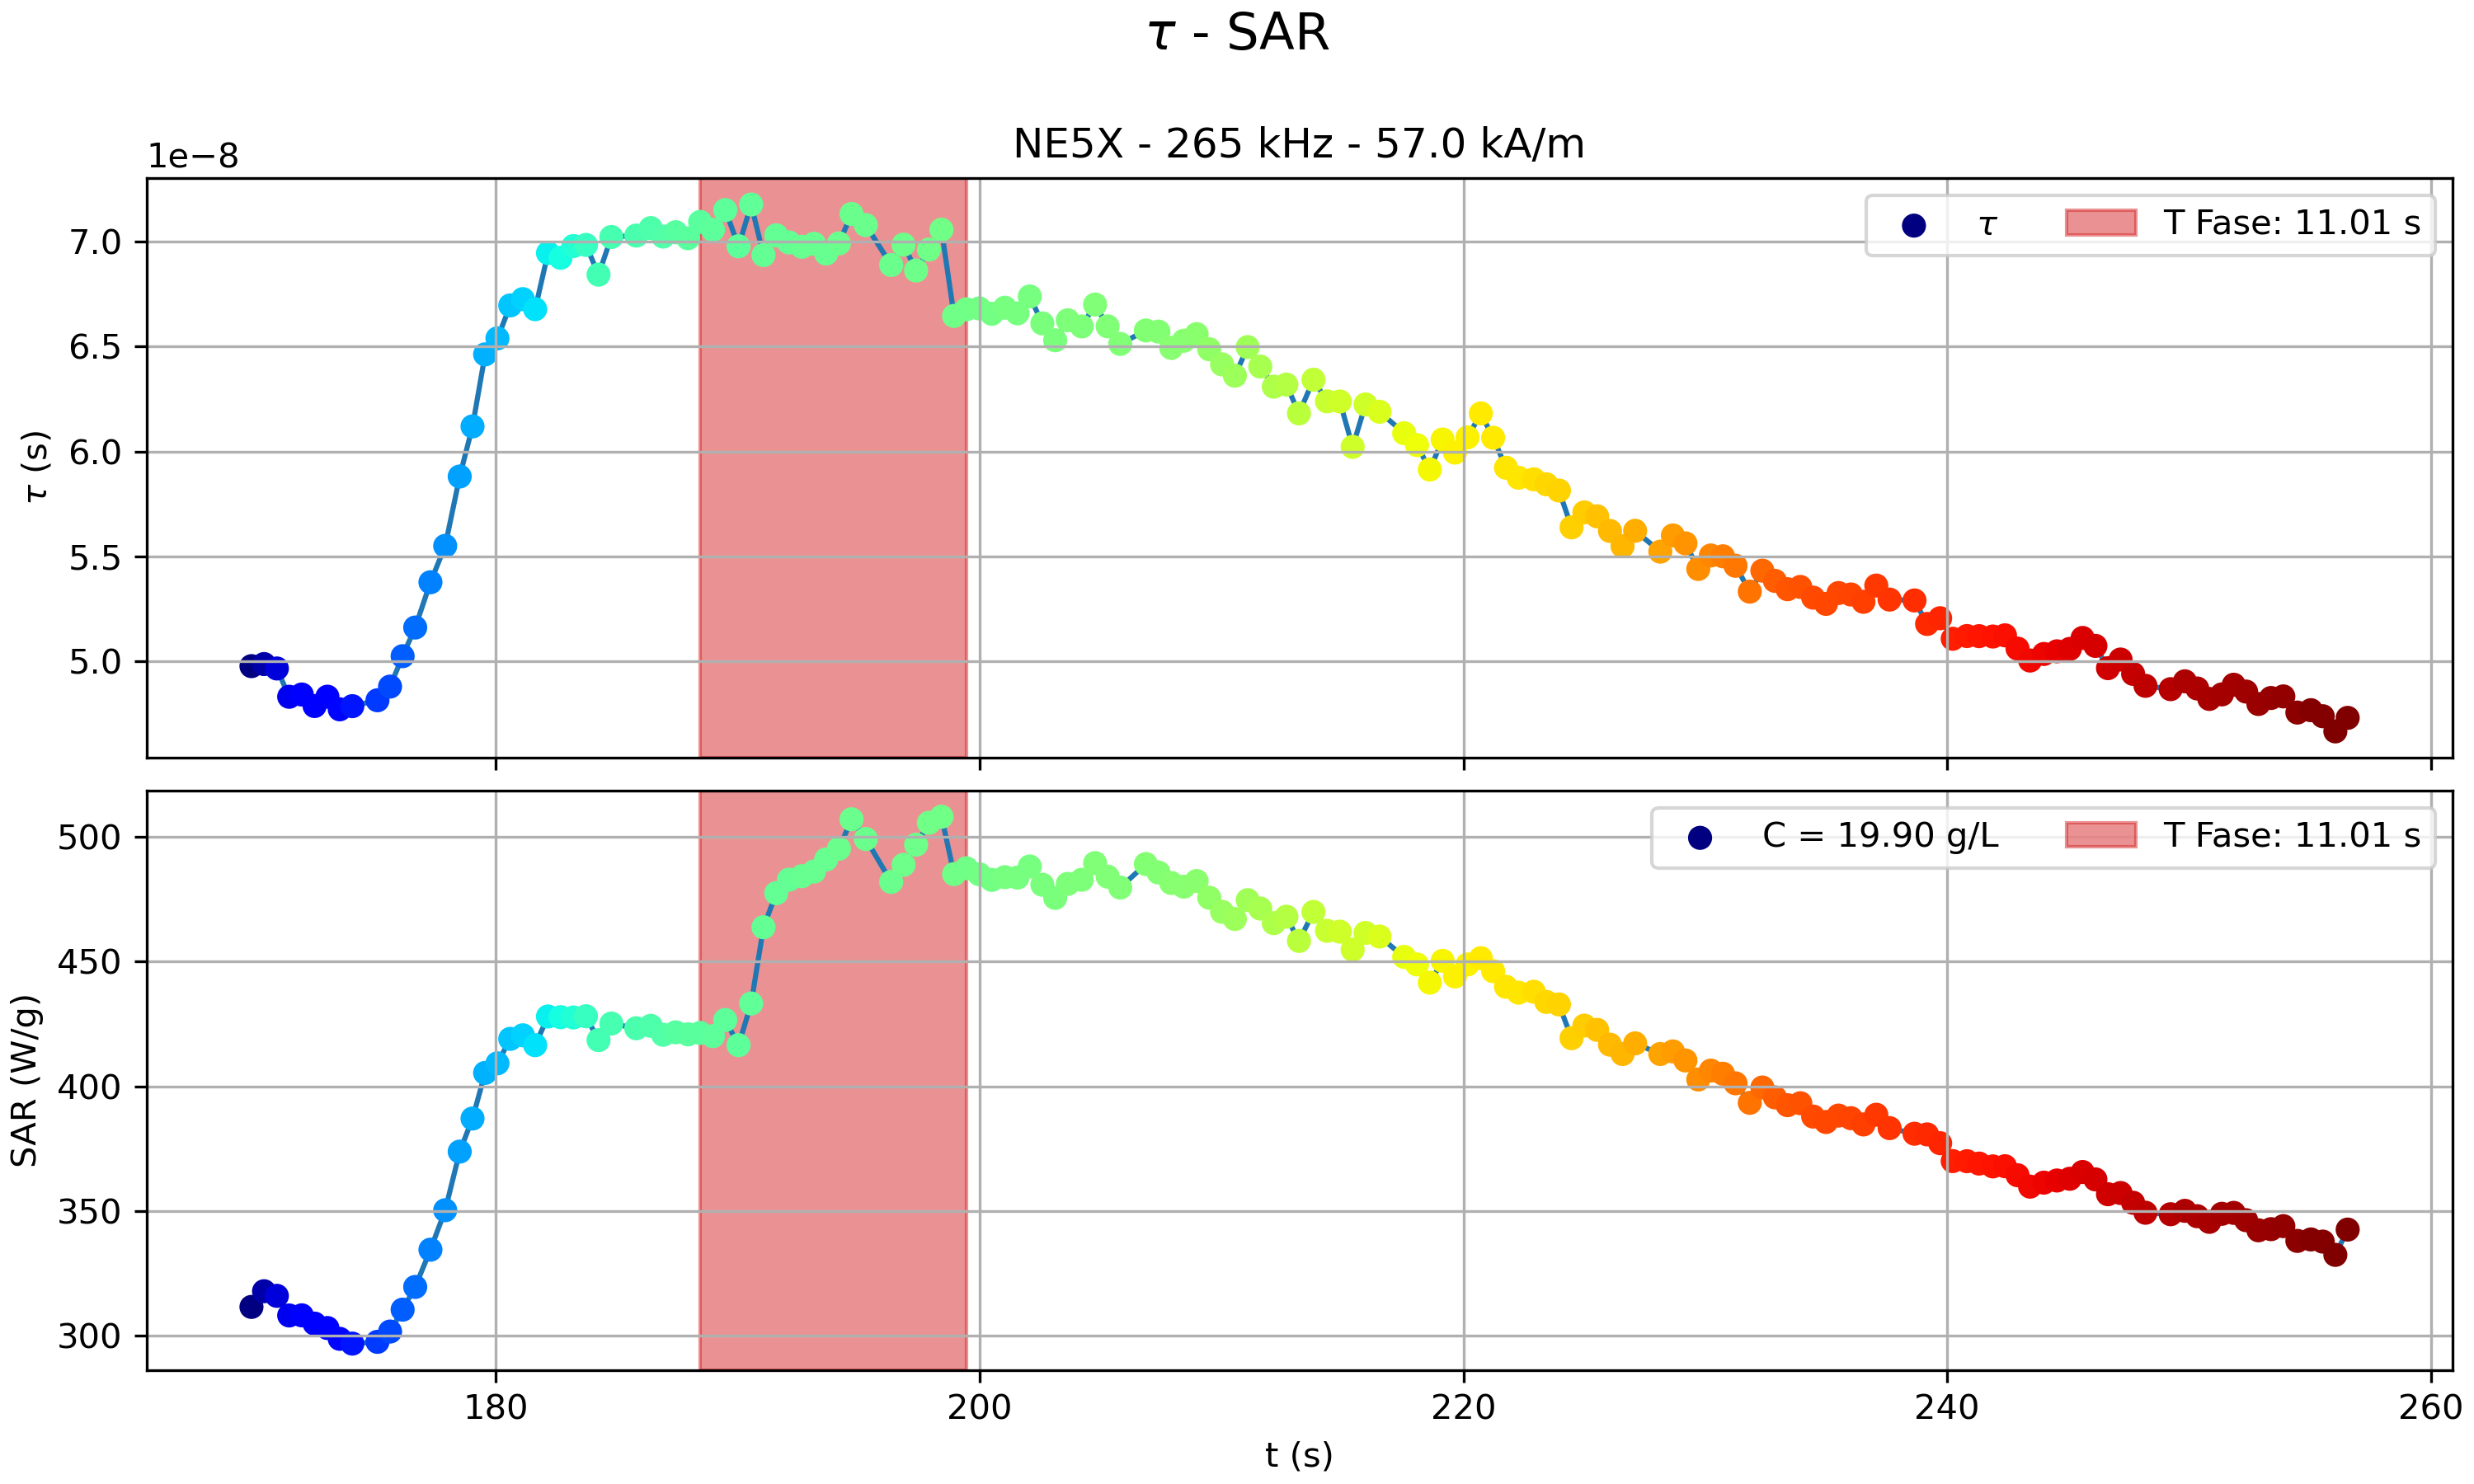 τ - SAR
NE5X - 265 kHz - 57.0 kA/m
1e−8
τ
T Fase: 11.01 s
7.0
6.5
6.0
5.5
5.0
τ (s)
C = 19.90 g/L
T Fase: 11.01 s
500
450
400
350
300
SAR (W/g)
180
200
220
240
260
t (s)